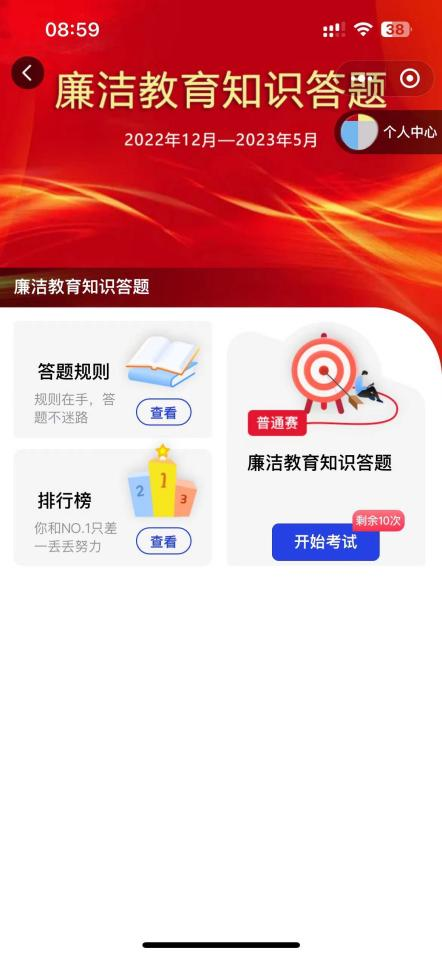 08:59
38
廉洁教育知识答题
2022年12月—2023年5月
个人中心
廉洁教育知识答题
答题规则
规则在手，答
题不迷路
查看
普通赛
廉洁教育知识答题
剩余10次
开始考试
排行榜
你和NO.1只差
一丢丢努力
查看
2
1
3